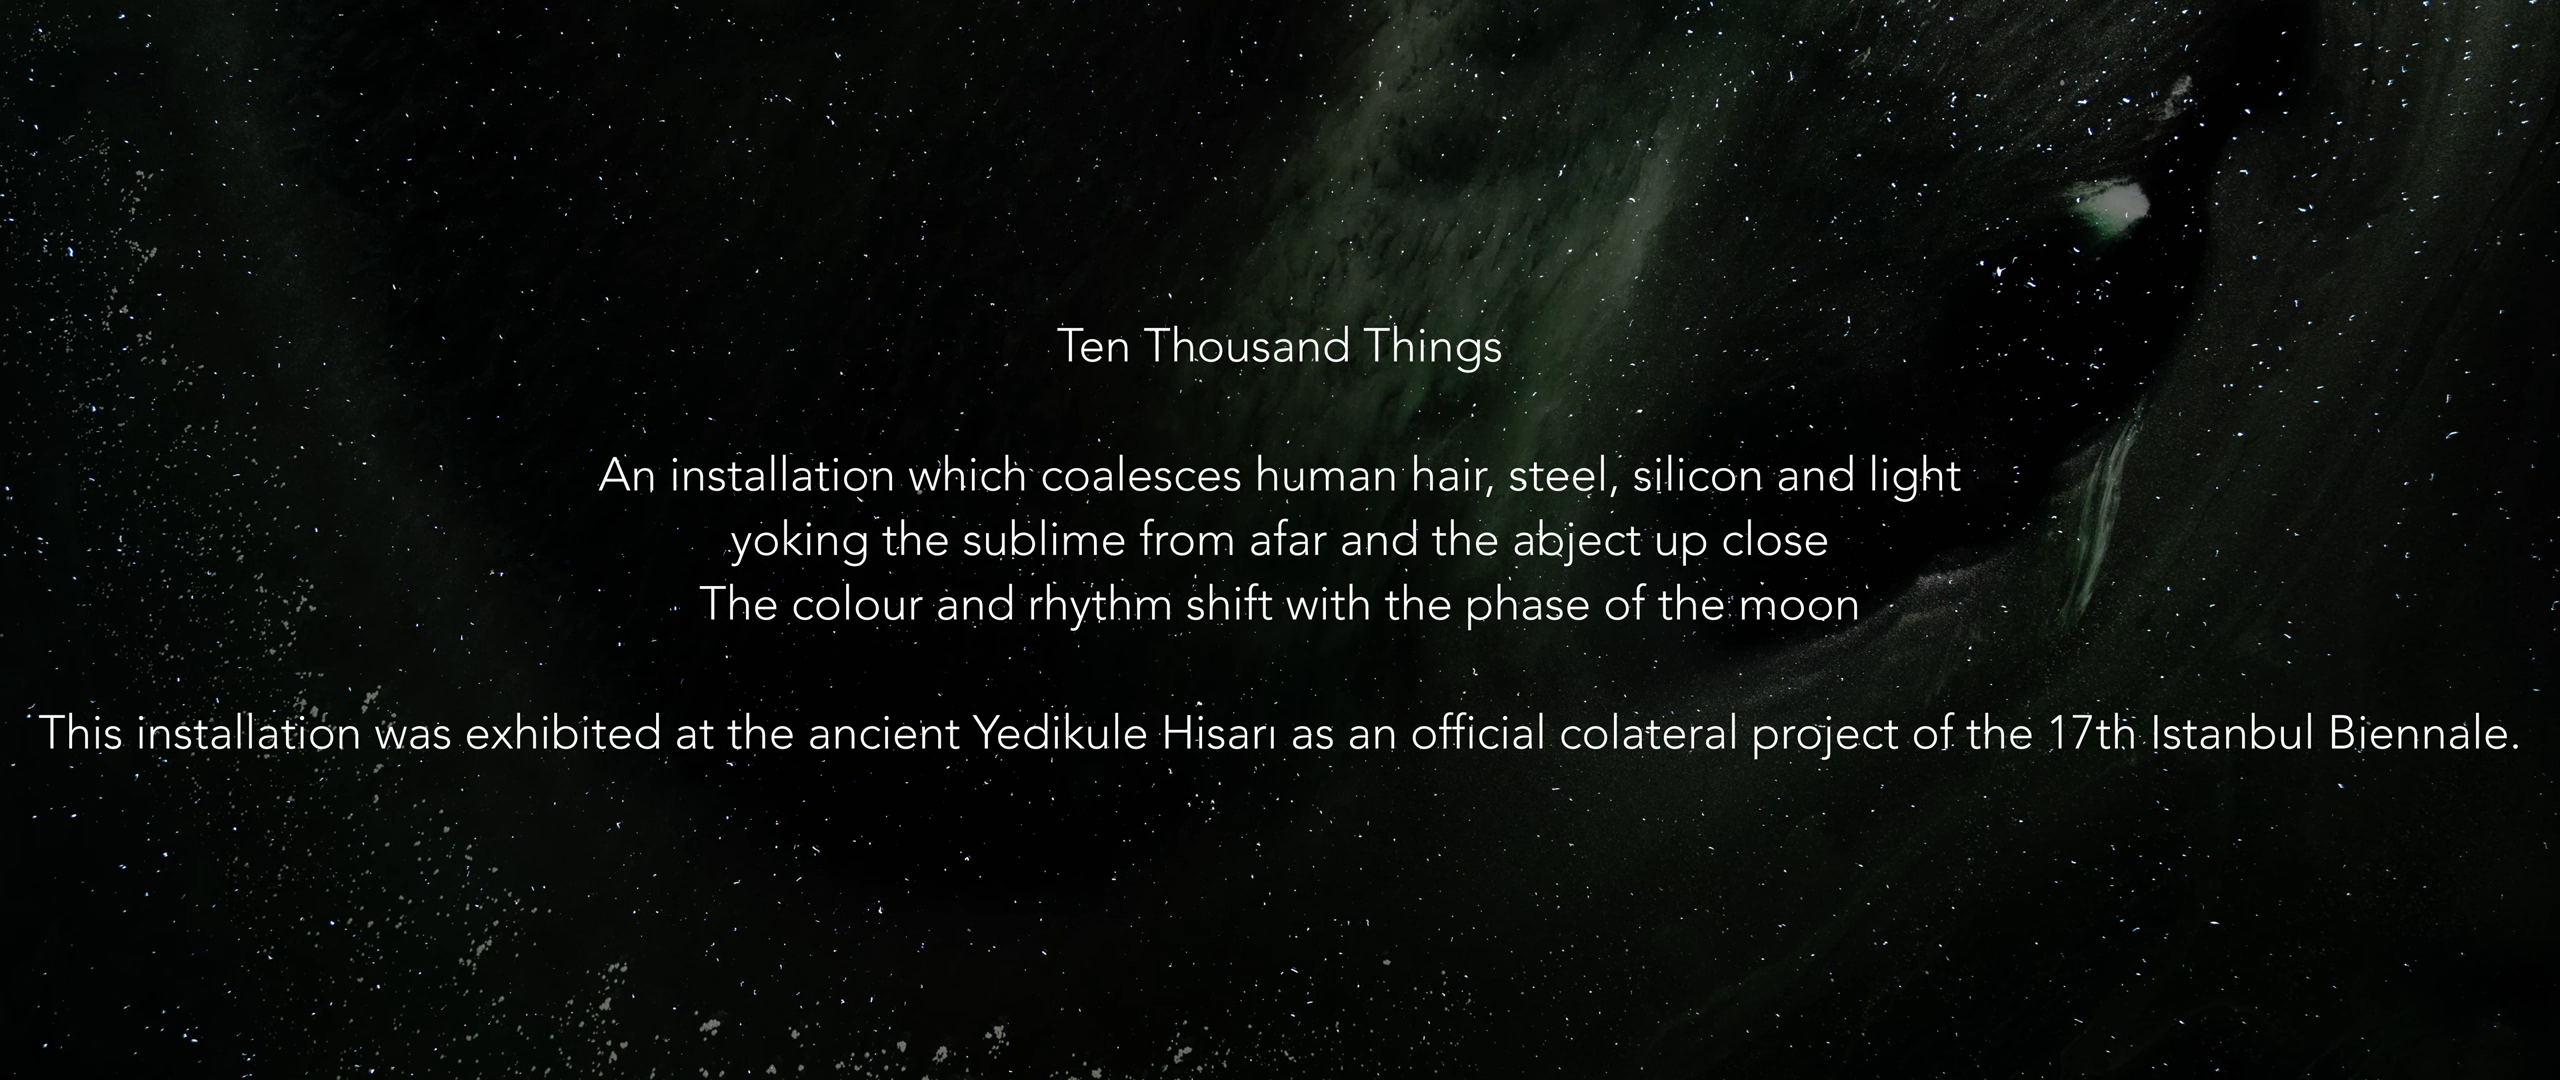 Ten Thousand Things
An installation which coalesces human hair, steel, silicon and light
yoking the sublime from afar and the abject up close
The colour and rhythm shift with the phase of the moon
This installation was exhibited at the ancient Yedikule Hisarı as an official colateral project of the 17th Istanbul Biennale.